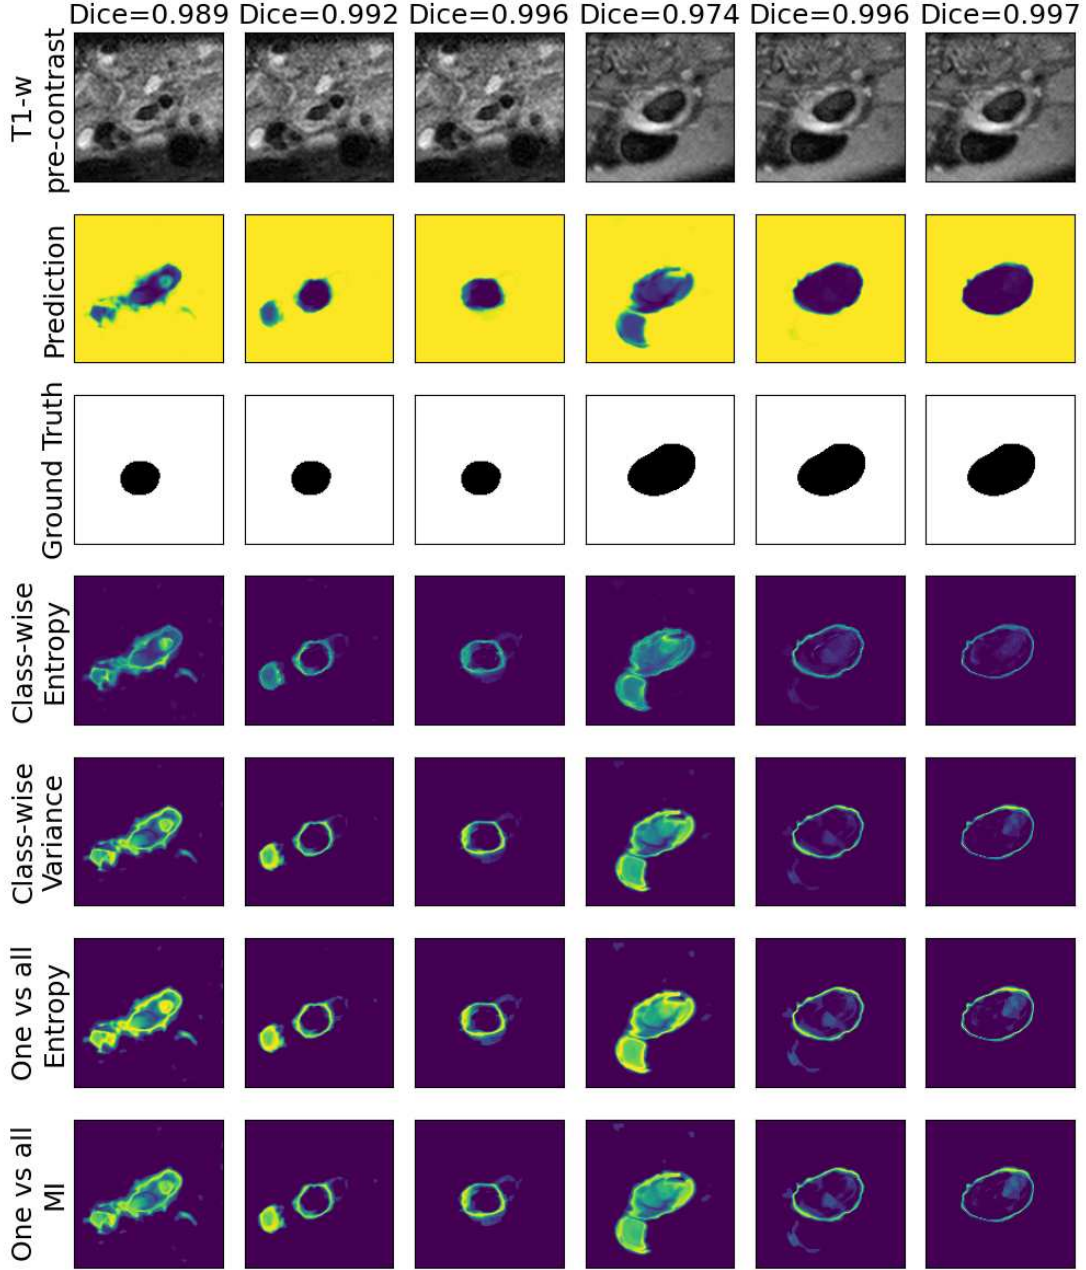 Dice=0.989 Dice=0.992 Dice=0.996 Dice=0.974 Dice=0.996 Dice=0.997
T1-w
pre-contrast
Prediction
Ground Truth
Class-wise
Entropy
Class-wise
Variance
One vs all
Entropy
One vs all
MI